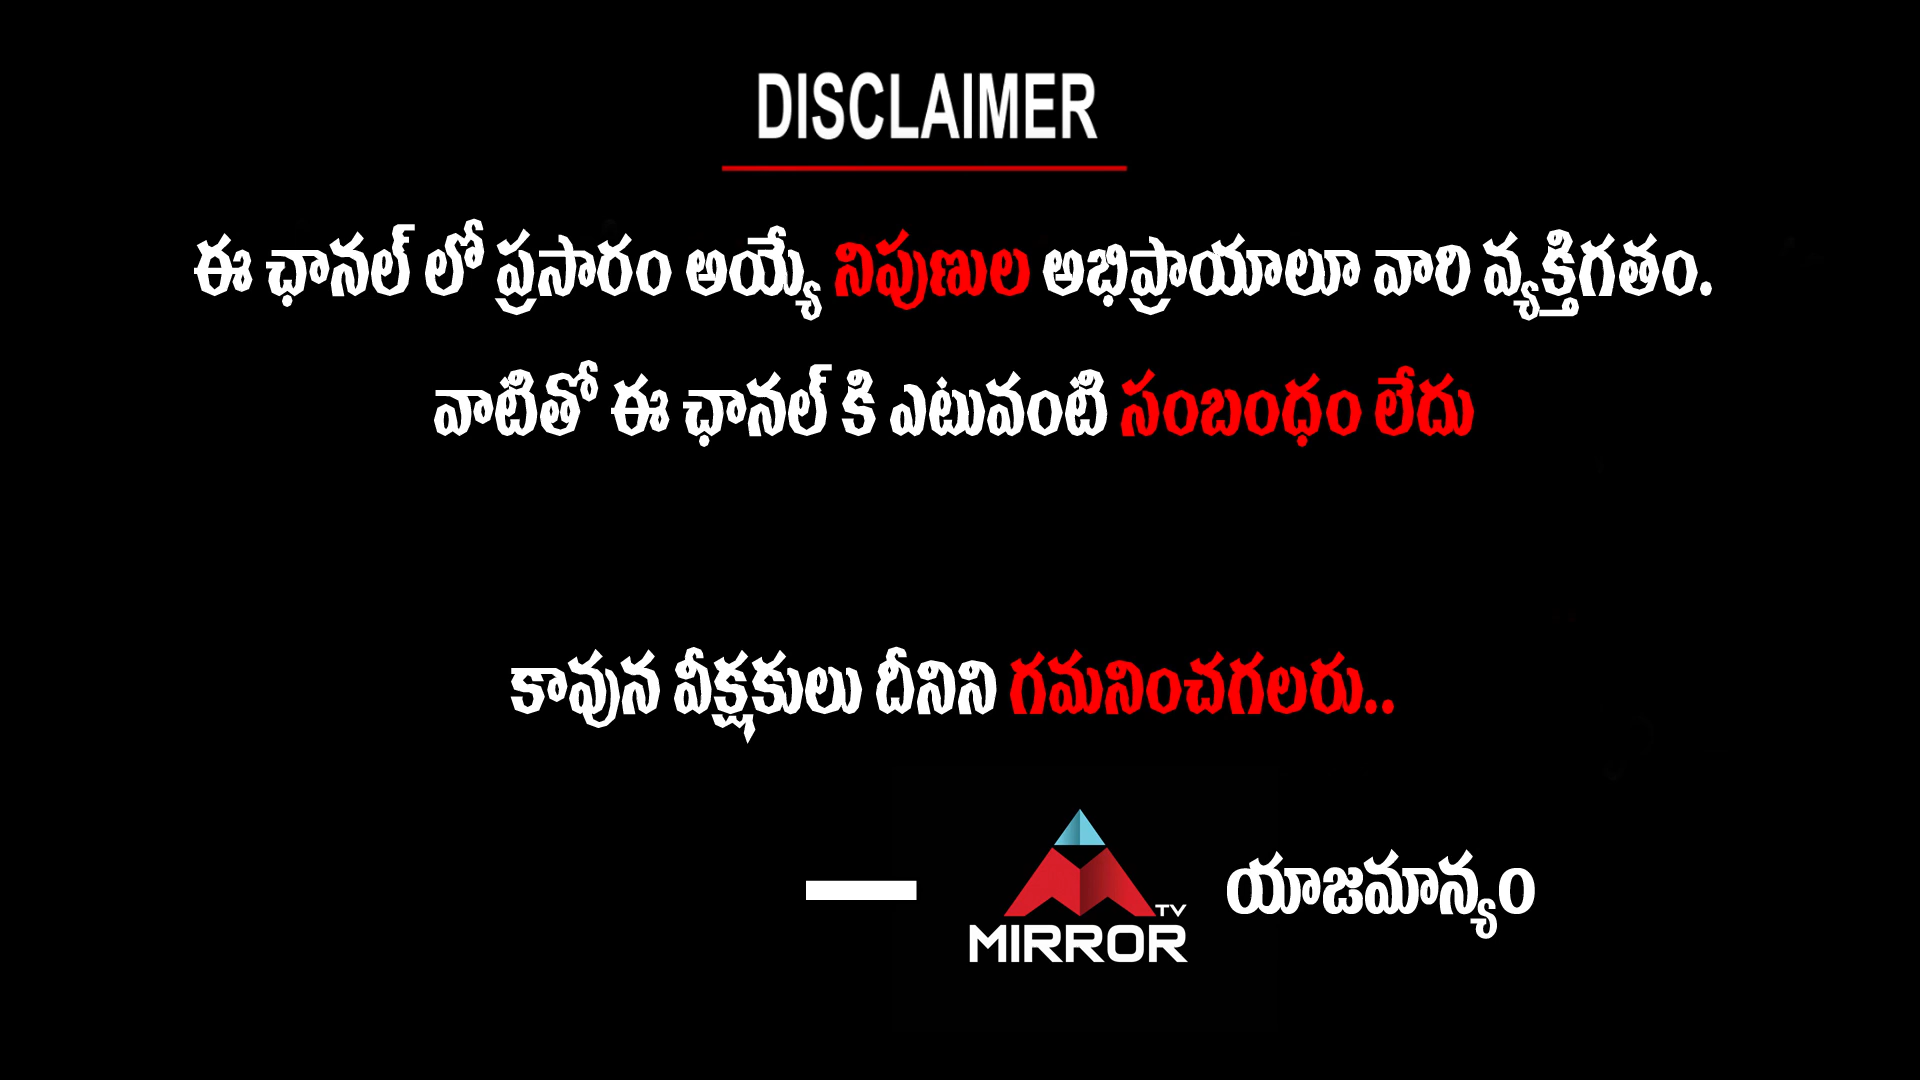 DISCLAIMER
ఈ ఛానల్ లో ప్రసారం అయ్యే నిపుణుల అభిప్రాయాలూ వారి వ్యక్తిగతం.
వాటితో ఈ ఛానల్ కి ఎటువంటి సంబంధం లేదు
కావున వీక్షకులు దీనిని గమనించగలరు..
— MIRROR TV యాజమాన్యం